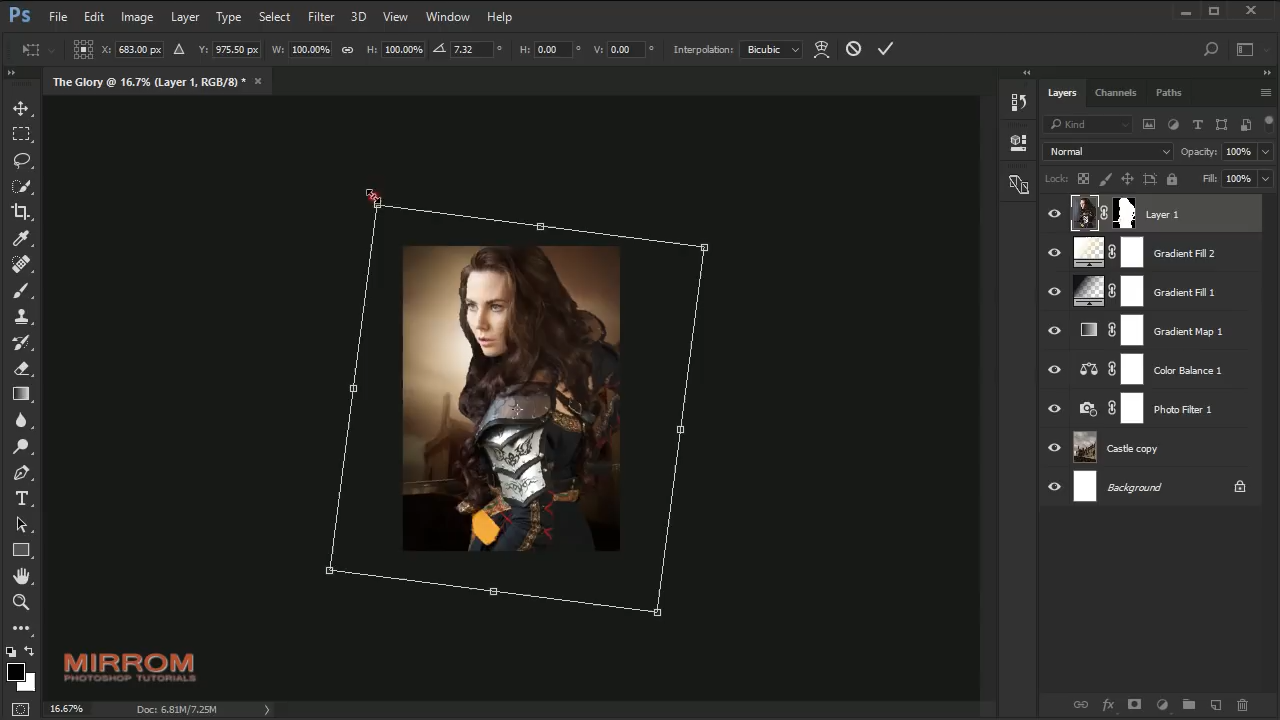 Ps File Edit Image Layer Type Select Filter 3D View Window Help
X: 683.00 px Y: 975.50 px W: 100.00% H: 100.00% 7.32 ° H: 0.00 ° V: 0.00 ° Interpolation: Bicubic
The Glory @ 16.7% (Layer 1, RGB/8) * ×
Layers Channels Paths
Kind
Normal Opacity: 100%
Lock: Fill: 100%
Layer 1
Gradient Fill 2
Gradient Fill 1
Gradient Map 1
Color Balance 1
Photo Filter 1
Castle copy
Background
MIRROM
PHOTOSHOP TUTORIALS
16.67% Doc: 6.81M/7.25M